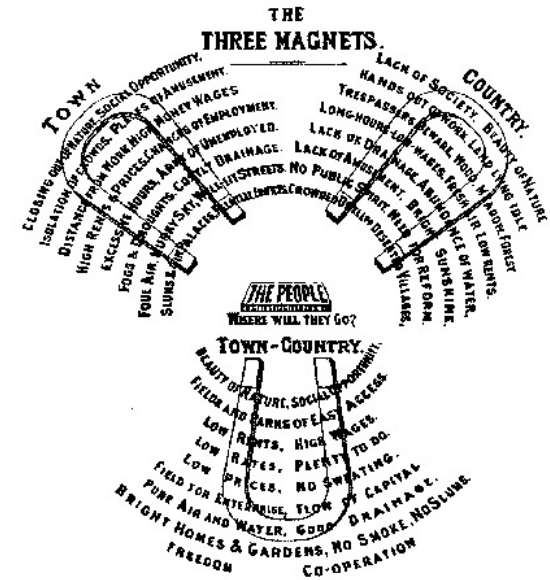 THE
THREE MAGNETS.
TOWN
CLOSING OUT OF NATURE. SOCIAL OPPORTUNITY.
ISOLATION OF CROWDS. PLACES OF AMUSEMENT.
DISTANCE FROM WORK. HIGH MONEY WAGES
HIGH RENTS & PRICES. CHANCES OF EMPLOYMENT.
EXCESSIVE HOURS. ARMY OF UNEMPLOYED.
FOGS & DROUGHTS. COSTLY DRAINAGE.
FOUL AIR. MURKY SKY. WELL-LIT STREETS.
SLUMS & GIN PALACES. EDIFICES.
COUNTRY.
LACK OF SOCIETY. BEAUTY OF NATURE
HANDS OUT OF WORK. LAND LYING IDLE
TRESPASSERS BEWARE. WOOD, MEADOW, FOREST
LONG HOURS-LOW WAGES. FRESH AIR. LOW RENTS.
LACK OF DRAINAGE. ABUNDANCE OF WATER.
LACK OF AMUSEMENT. BRIGHT SUNSHINE.
NO PUBLIC SPIRIT. NEED FOR REFORM.
CROWDED DWELLINGS. DESERTED VILLAGES.
THE PEOPLE
WHERE WILL THEY GO?
TOWN-COUNTRY.
BEAUTY OF NATURE, SOCIAL OPPORTUNITY.
FIELDS AND PARKS OF EASY ACCESS.
LOW RENTS, HIGH WAGES.
LOW RATES, PLENTY TO DO.
LOW PRICES, NO SWEATING.
FIELD FOR ENTERPRISE, FLOW OF CAPITAL
PURE AIR AND WATER, GOOD DRAINAGE.
BRIGHT HOMES & GARDENS, NO SMOKE, NO SLUMS.
FREEDOM CO-OPERATION